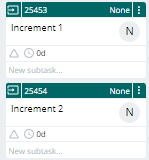 25453 None
Increment 1
N
0d
New subtask...
25454 None
Increment 2
N
0d
New subtask...